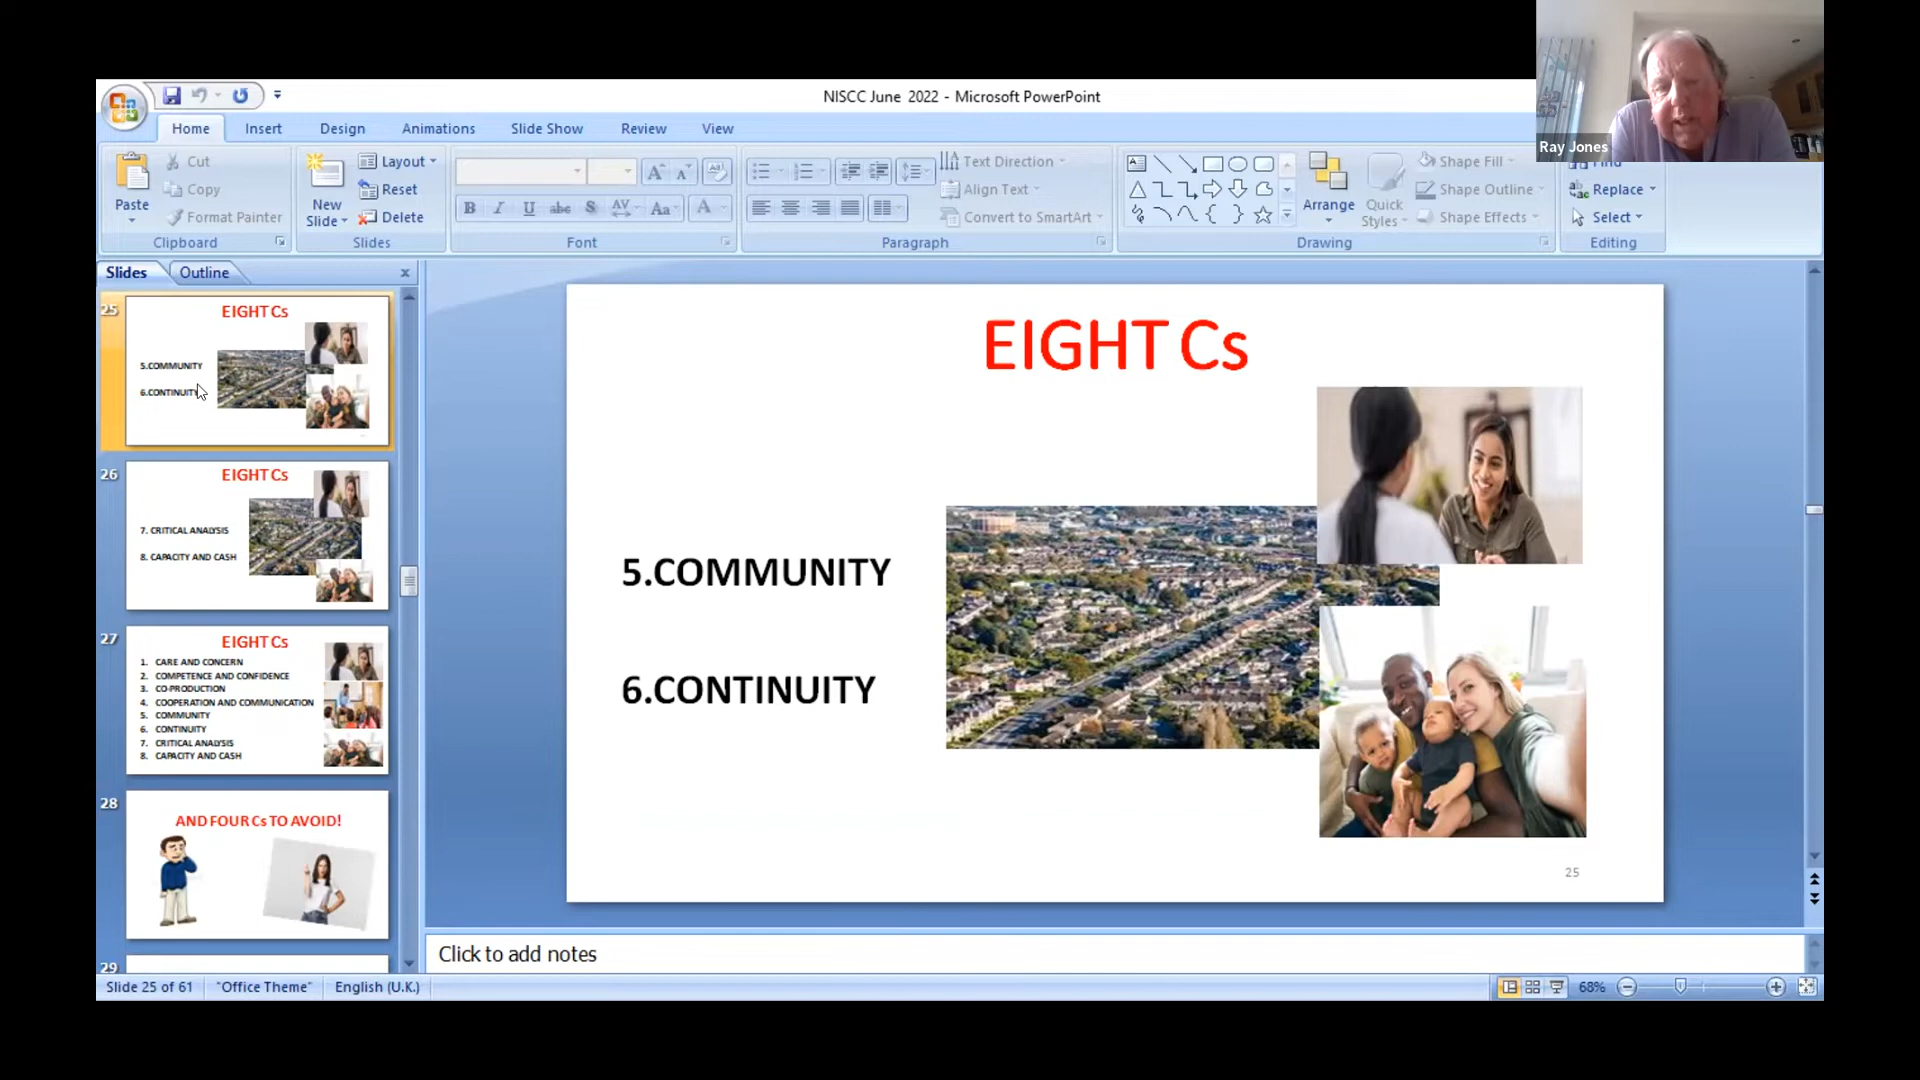 NISCC June 2022 - Microsoft PowerPoint
Ray Jones
Home
Insert
Design
Animations
Slide Show
Review
View
Paste
Cut
Copy
Format Painter
Clipboard
New
Slide
Layout
Reset
Delete
Slides
B I U abc S AV Aa A
Font
Text Direction
Align Text
Convert to SmartArt
Paragraph
Arrange
Quick
Styles
Shape Fill
Shape Outline
Shape Effects
Drawing
Find
Replace
Select
Editing
Slides
Outline
25
EIGHT Cs
5.COMMUNITY
6.CONTINUITY
26
EIGHT Cs
7. CRITICAL ANALYSIS
8. CAPACITY AND CASH
27
EIGHT Cs
1. CARE AND CONCERN
2. COMPETENCE AND CONFIDENCE
3. CO-PRODUCTION
4. COOPERATION AND COMMUNICATION
5. COMMUNITY
6. CONTINUITY
7. CRITICAL ANALYSIS
8. CAPACITY AND CASH
28
AND FOUR Cs TO AVOID!
29
EIGHT Cs
5.COMMUNITY
6.CONTINUITY
25
Click to add notes
Slide 25 of 61
"Office Theme"
English (U.K.)
68%